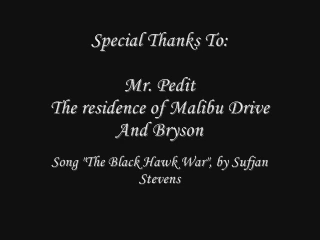 Special Thanks To:
Mr. Pedit
The residence of Malibu Drive
And Bryson
Song "The Black Hawk War", by Sufjan
Stevens